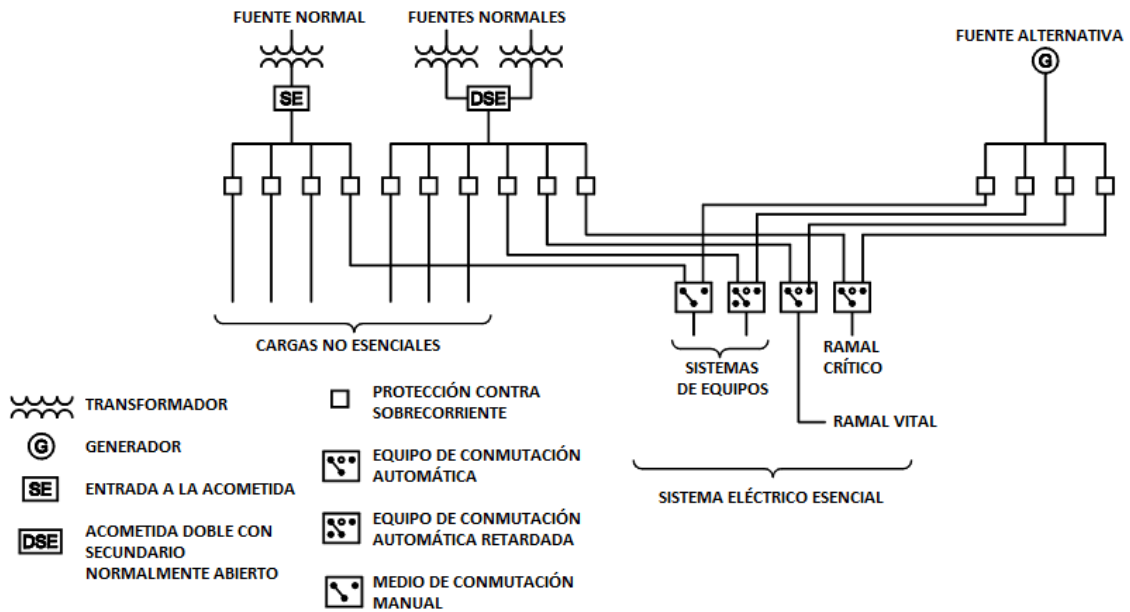 FUENTE NORMAL
FUENTES NORMALES
FUENTE ALTERNATIVA
G
SE
DSE
CARGAS NO ESENCIALES
SISTEMAS
DE EQUIPOS
RAMAL
CRÍTICO
RAMAL VITAL
SISTEMA ELÉCTRICO ESENCIAL
TRANSFORMADOR
G
GENERADOR
SE
ENTRADA A LA ACOMETIDA
DSE
ACOMETIDA DOBLE CON
SECUNDARIO
NORMALMENTE ABIERTO
PROTECCIÓN CONTRA
SOBRECORRIENTE
EQUIPO DE CONMUTACIÓN
AUTOMÁTICA
EQUIPO DE CONMUTACIÓN
AUTOMÁTICA RETARDADA
MEDIO DE CONMUTACIÓN
MANUAL